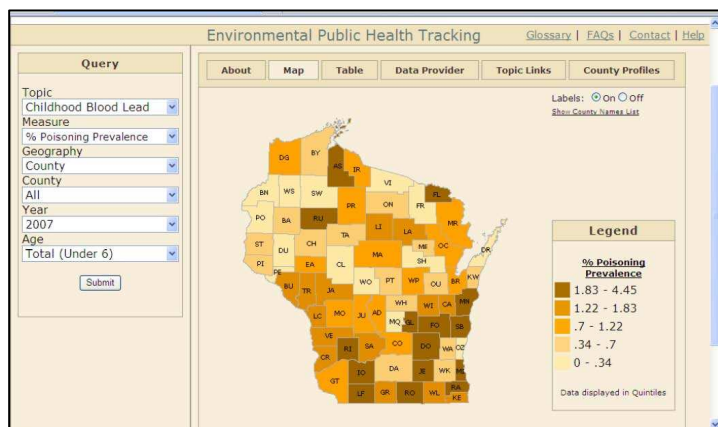 Environmental Public Health Tracking
Glossary | FAQs | Contact | Help
Query
Topic
Childhood Blood Lead
Measure
% Poisoning Prevalence
Geography
County
County
All
Year
2007
Age
Total (Under 6)
Submit
About Map Table Data Provider Topic Links County Profiles
Labels: On Off
Show County Names List
BY
DG
AS
IR
VI
FL
BN
WS
SW
PR
ON
FR
PO
BA
RU
LI
LA
MR
ST
DU
CH
TA
OC
DR
PI
PE
EA
CL
MA
SH
BU
TR
JA
WO
PT
WP
OU
BR
KW
LC
MO
JU
AD
WH
WI
CA
MN
MQ
GL
FO
SB
VE
CR
RI
SA
CO
DO
WA
OZ
GT
IO
DA
JE
WK
ML
LF
GR
RO
WL
RA
KE
Legend
% Poisoning
Prevalence
1.83 - 4.45
1.22 - 1.83
.7 - 1.22
.34 - .7
0 - .34
Data displayed in Quintiles